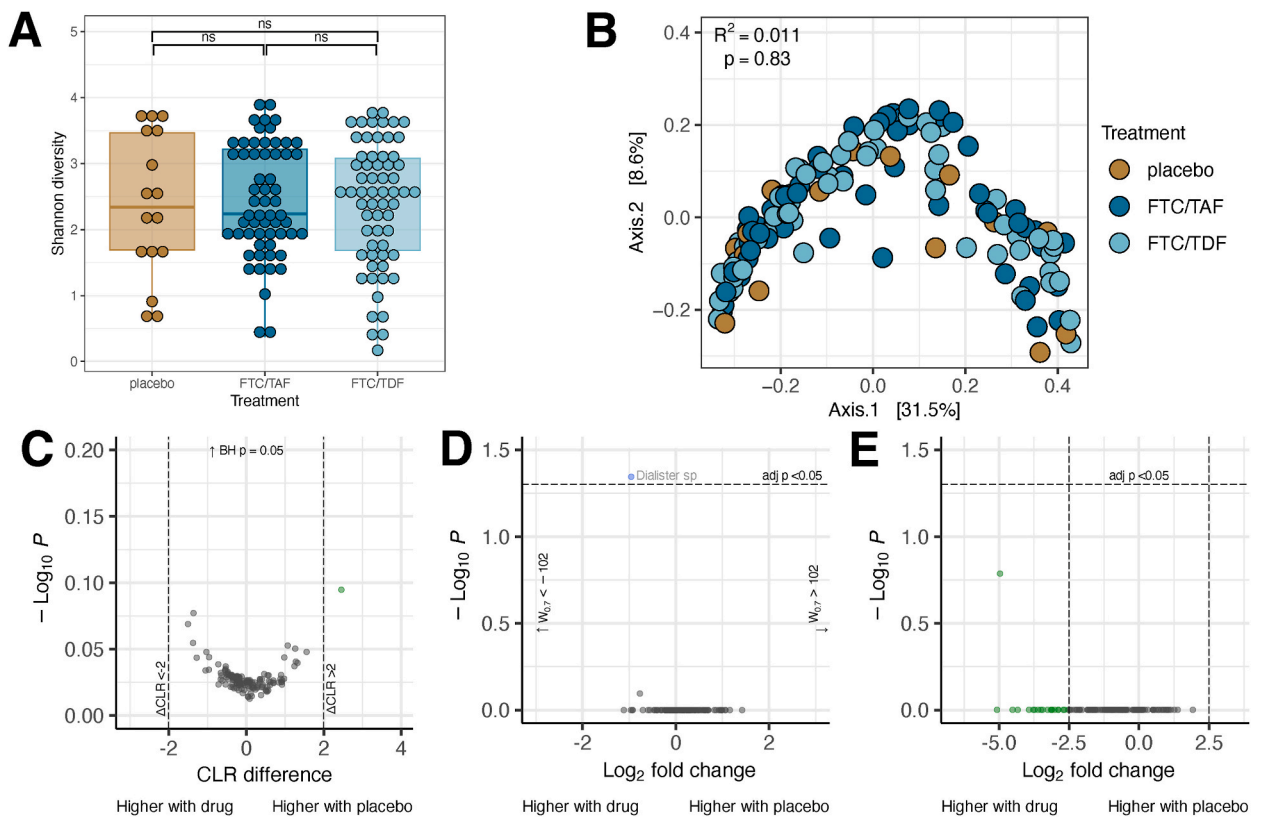 A
ns
ns
ns
5
4
3
2
1
0
Shannon diversity
placebo
FTC/TAF
FTC/TDF
Treatment
B
R² = 0.011
p = 0.83
0.4
0.2
0.0
−0.2
Axis.2 [8.6%]
−0.2
0.0
0.2
0.4
Axis.1 [31.5%]
Treatment
placebo
FTC/TAF
FTC/TDF
C
↑ BH p = 0.05
0.20
0.15
0.10
0.05
0.00
− Log₁₀ P
ΔCLR <-2
ΔCLR >2
-2
0
2
4
CLR difference
Higher with drug
Higher with placebo
D
Dialister sp
adj p <0.05
1.5
1.0
0.5
0.0
− Log₁₀ P
↑ W₀.₇ < − 102
↓ W₀.₇ > 102
-2
0
2
Log₂ fold change
Higher with drug
Higher with placebo
E
adj p <0.05
1.5
1.0
0.5
0.0
− Log₁₀ P
-5.0
-2.5
0.0
2.5
Log₂ fold change
Higher with drug
Higher with placebo